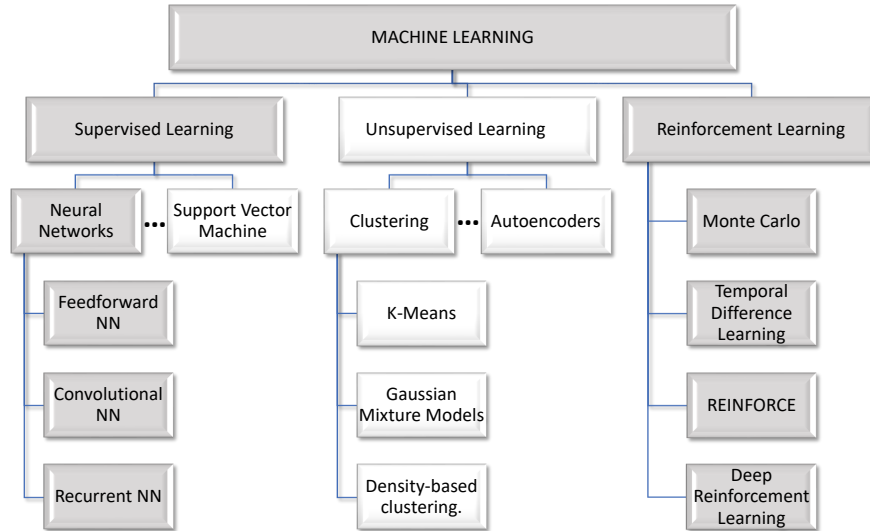 MACHINE LEARNING
Supervised Learning
Unsupervised Learning
Reinforcement Learning
Neural
Networks
...
Support Vector
Machine
Clustering
...
Autoencoders
Monte Carlo
Feedforward
NN
K-Means
Temporal
Difference
Learning
Convolutional
NN
Gaussian
Mixture Models
REINFORCE
Recurrent NN
Density-based
clustering.
Deep
Reinforcement
Learning